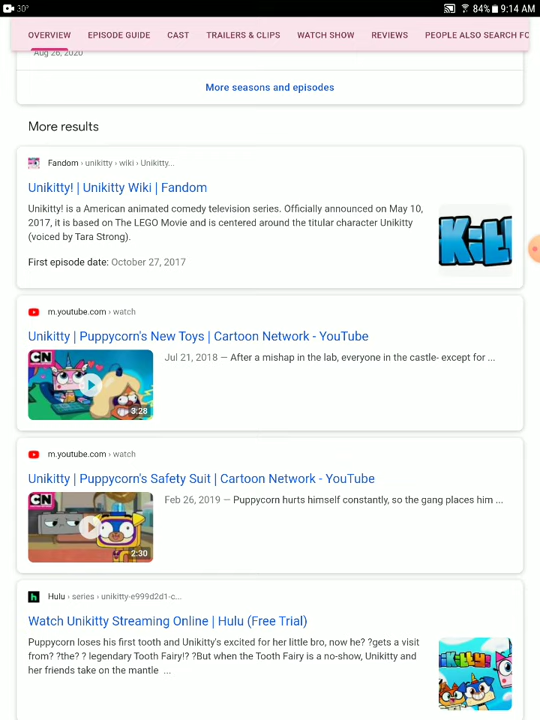 30°
84% 9:14 AM
OVERVIEW EPISODE GUIDE CAST TRAILERS & CLIPS WATCH SHOW REVIEWS PEOPLE ALSO SEARCH FO
Aug 26, 2020
More seasons and episodes
More results
Fandom › unikitty › wiki › Unikitty...
Unikitty! | Unikitty Wiki | Fandom
Unikitty! is a American animated comedy television series. Officially announced on May 10,
2017, it is based on The LEGO Movie and is centered around the titular character Unikitty
(voiced by Tara Strong).
First episode date: October 27, 2017
m.youtube.com › watch
Unikitty | Puppycorn's New Toys | Cartoon Network - YouTube
CN
Jul 21, 2018 — After a mishap in the lab, everyone in the castle- except for ...
3:28
m.youtube.com › watch
Unikitty | Puppycorn's Safety Suit | Cartoon Network - YouTube
CN
Feb 26, 2019 — Puppycorn hurts himself constantly, so the gang places him ...
2:30
h
Hulu › series › unikitty-e999d2d1-c...
Watch Unikitty Streaming Online | Hulu (Free Trial)
Puppycorn loses his first tooth and Unikitty's excited for her little bro, now he? ?gets a visit
from? ?the? ? legendary Tooth Fairy!? ?But when the Tooth Fairy is a no-show, Unikitty and
her friends take on the mantle ...